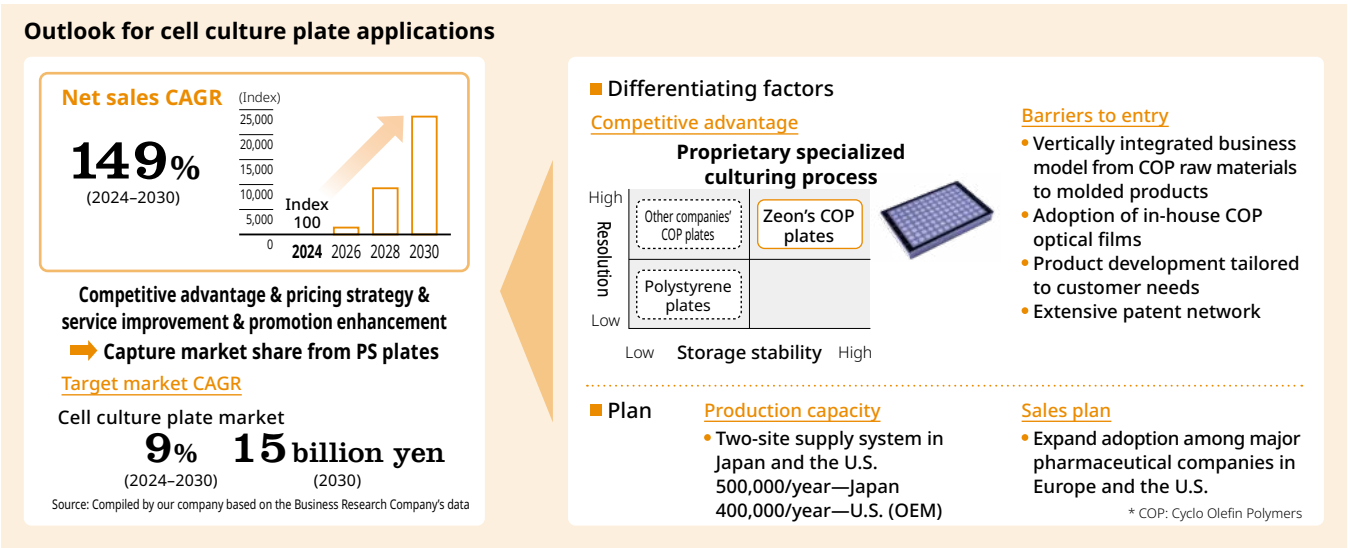 Outlook for cell culture plate applications
Net sales CAGR
149%
(2024–2030)
(Index)
25,000
20,000
15,000
10,000
5,000
0
Index
100
2024 2026 2028 2030
Competitive advantage & pricing strategy &
service improvement & promotion enhancement
Capture market share from PS plates
Target market CAGR
Cell culture plate market
9% 15 billion yen
(2024–2030) (2030)
Source: Compiled by our company based on the Business Research Company's data
Differentiating factors
Competitive advantage
Proprietary specialized
culturing process
High
Resolution
Low
Other companies'
COP plates
Zeon's COP
plates
Polystyrene
plates
Low Storage stability High
Barriers to entry
• Vertically integrated business
model from COP raw materials
to molded products
• Adoption of in-house COP
optical films
• Product development tailored
to customer needs
• Extensive patent network
Plan
Production capacity
• Two-site supply system in
Japan and the U.S.
500,000/year—Japan
400,000/year—U.S. (OEM)
Sales plan
• Expand adoption among major
pharmaceutical companies in
Europe and the U.S.
* COP: Cyclo Olefin Polymers